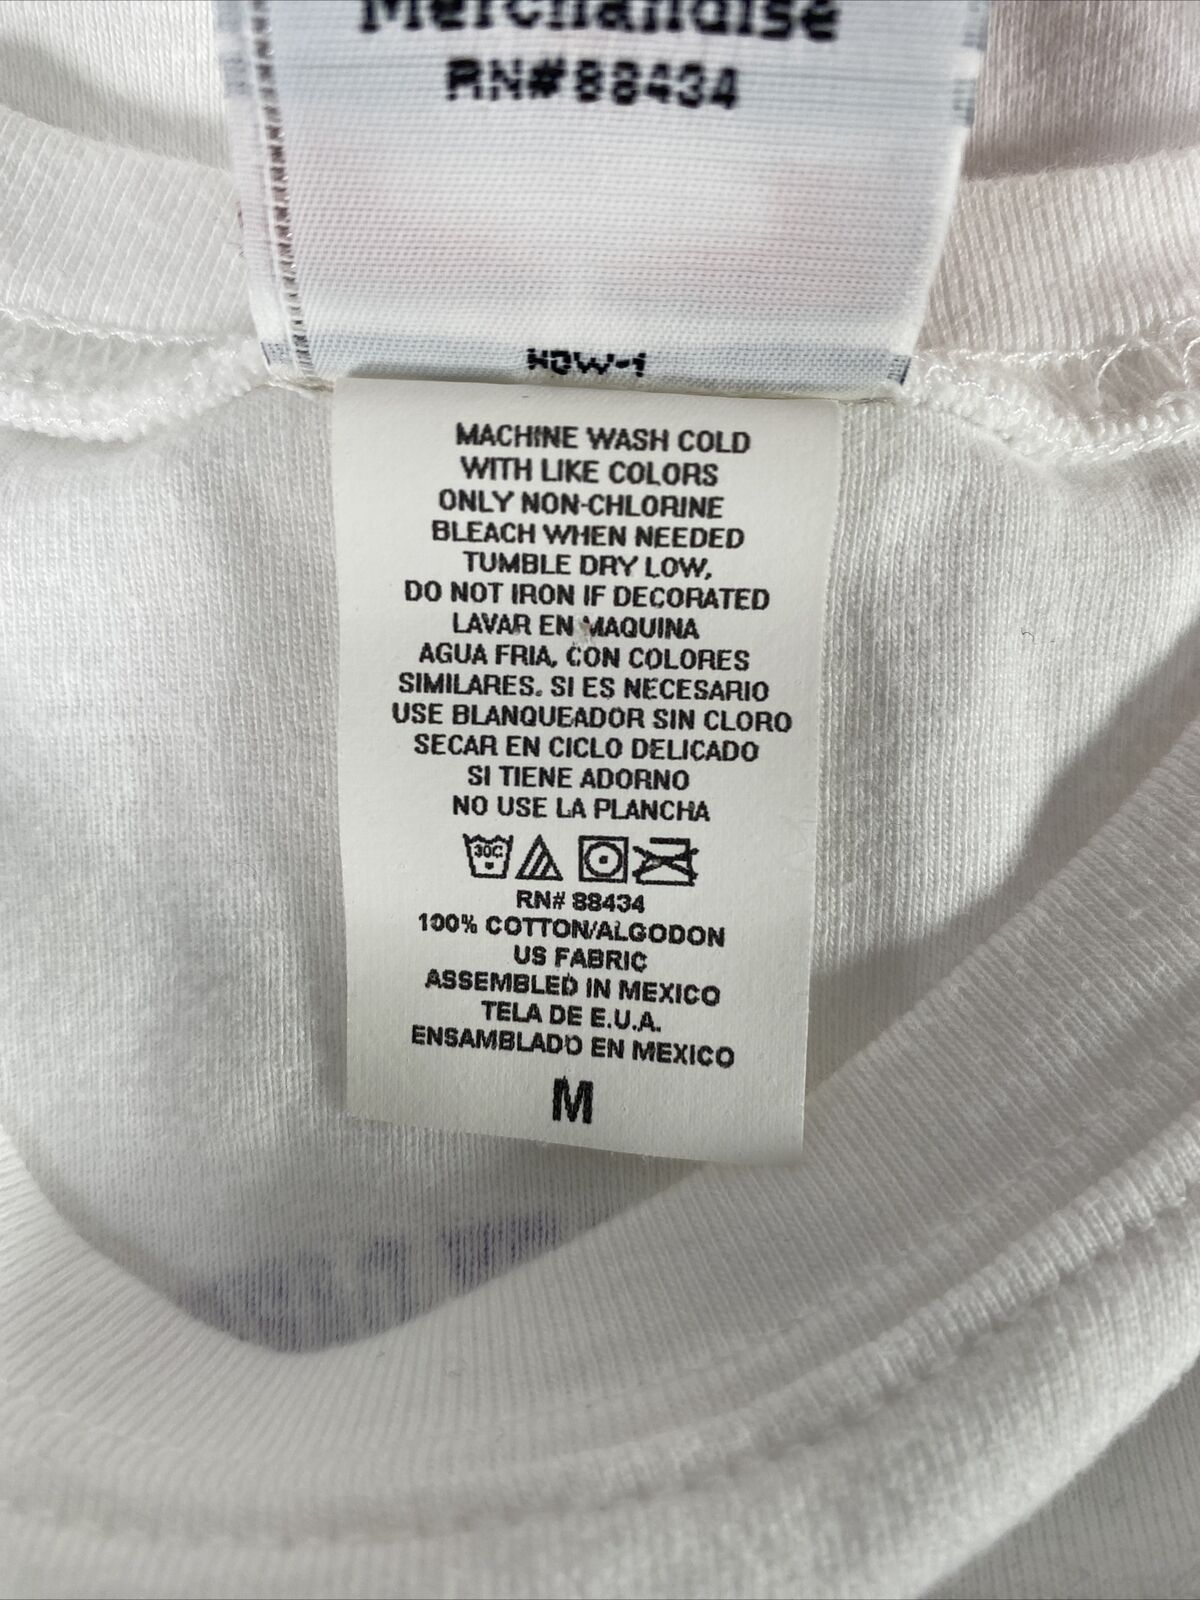 Merchandise
RN# 88434
NOW-1
MACHINE WASH COLD
WITH LIKE COLORS
ONLY NON-CHLORINE
BLEACH WHEN NEEDED
TUMBLE DRY LOW,
DO NOT IRON IF DECORATED
LAVAR EN MAQUINA
AGUA FRIA, CON COLORES
SIMILARES. SI ES NECESARIO
USE BLANQUEADOR SIN CLORO
SECAR EN CICLO DELICADO
SI TIENE ADORNO
NO USE LA PLANCHA
30C
RN# 88434
100% COTTON/ALGODON
US FABRIC
ASSEMBLED IN MEXICO
TELA DE E.U.A.
ENSAMBLADO EN MEXICO
M